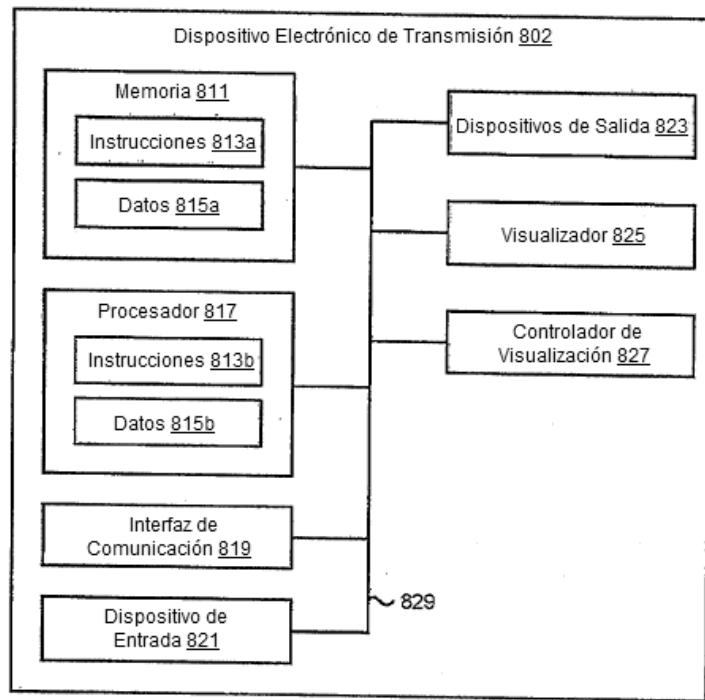 Dispositivo Electrónico de Transmisión 802
Memoria 811
Instrucciones 813a
Datos 815a
Procesador 817
Instrucciones 813b
Datos 815b
Interfaz de
Comunicación 819
Dispositivo de
Entrada 821
Dispositivos de Salida 823
Visualizador 825
Controlador de
Visualización 827
829